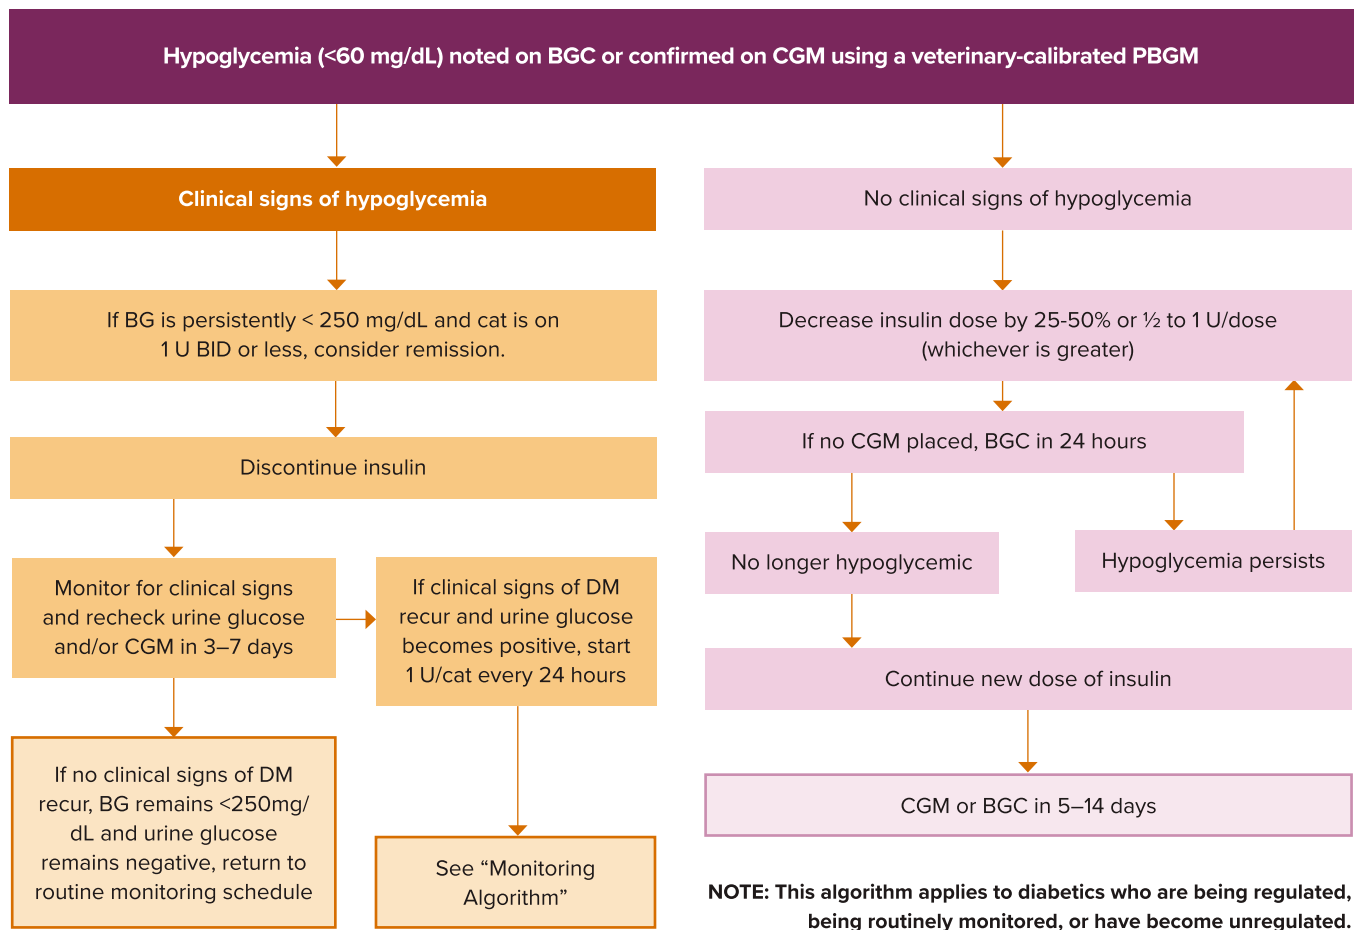 Hypoglycemia (<60 mg/dL) noted on BGC or confirmed on CGM using a veterinary-calibrated PBGM
Clinical signs of hypoglycemia
If BG is persistently < 250 mg/dL and cat is on
1 U BID or less, consider remission.
Discontinue insulin
Monitor for clinical signs
and recheck urine glucose
and/or CGM in 3–7 days
If clinical signs of DM
recur and urine glucose
becomes positive, start
1 U/cat every 24 hours
If no clinical signs of DM
recur, BG remains <250mg/
dL and urine glucose
remains negative, return to
routine monitoring schedule
See “Monitoring
Algorithm”
No clinical signs of hypoglycemia
Decrease insulin dose by 25-50% or ½ to 1 U/dose
(whichever is greater)
If no CGM placed, BGC in 24 hours
No longer hypoglycemic
Hypoglycemia persists
Continue new dose of insulin
CGM or BGC in 5–14 days
NOTE: This algorithm applies to diabetics who are being regulated,
being routinely monitored, or have become unregulated.